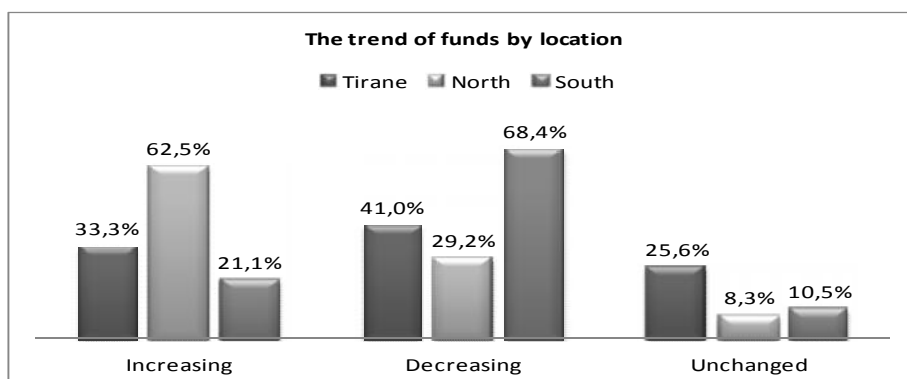 The trend of funds by location
Tirane North South
68,4%
62,5%
41,0%
33,3%
29,2%
25,6%
21,1%
8,3% 10,5%
Increasing Decreasing Unchanged